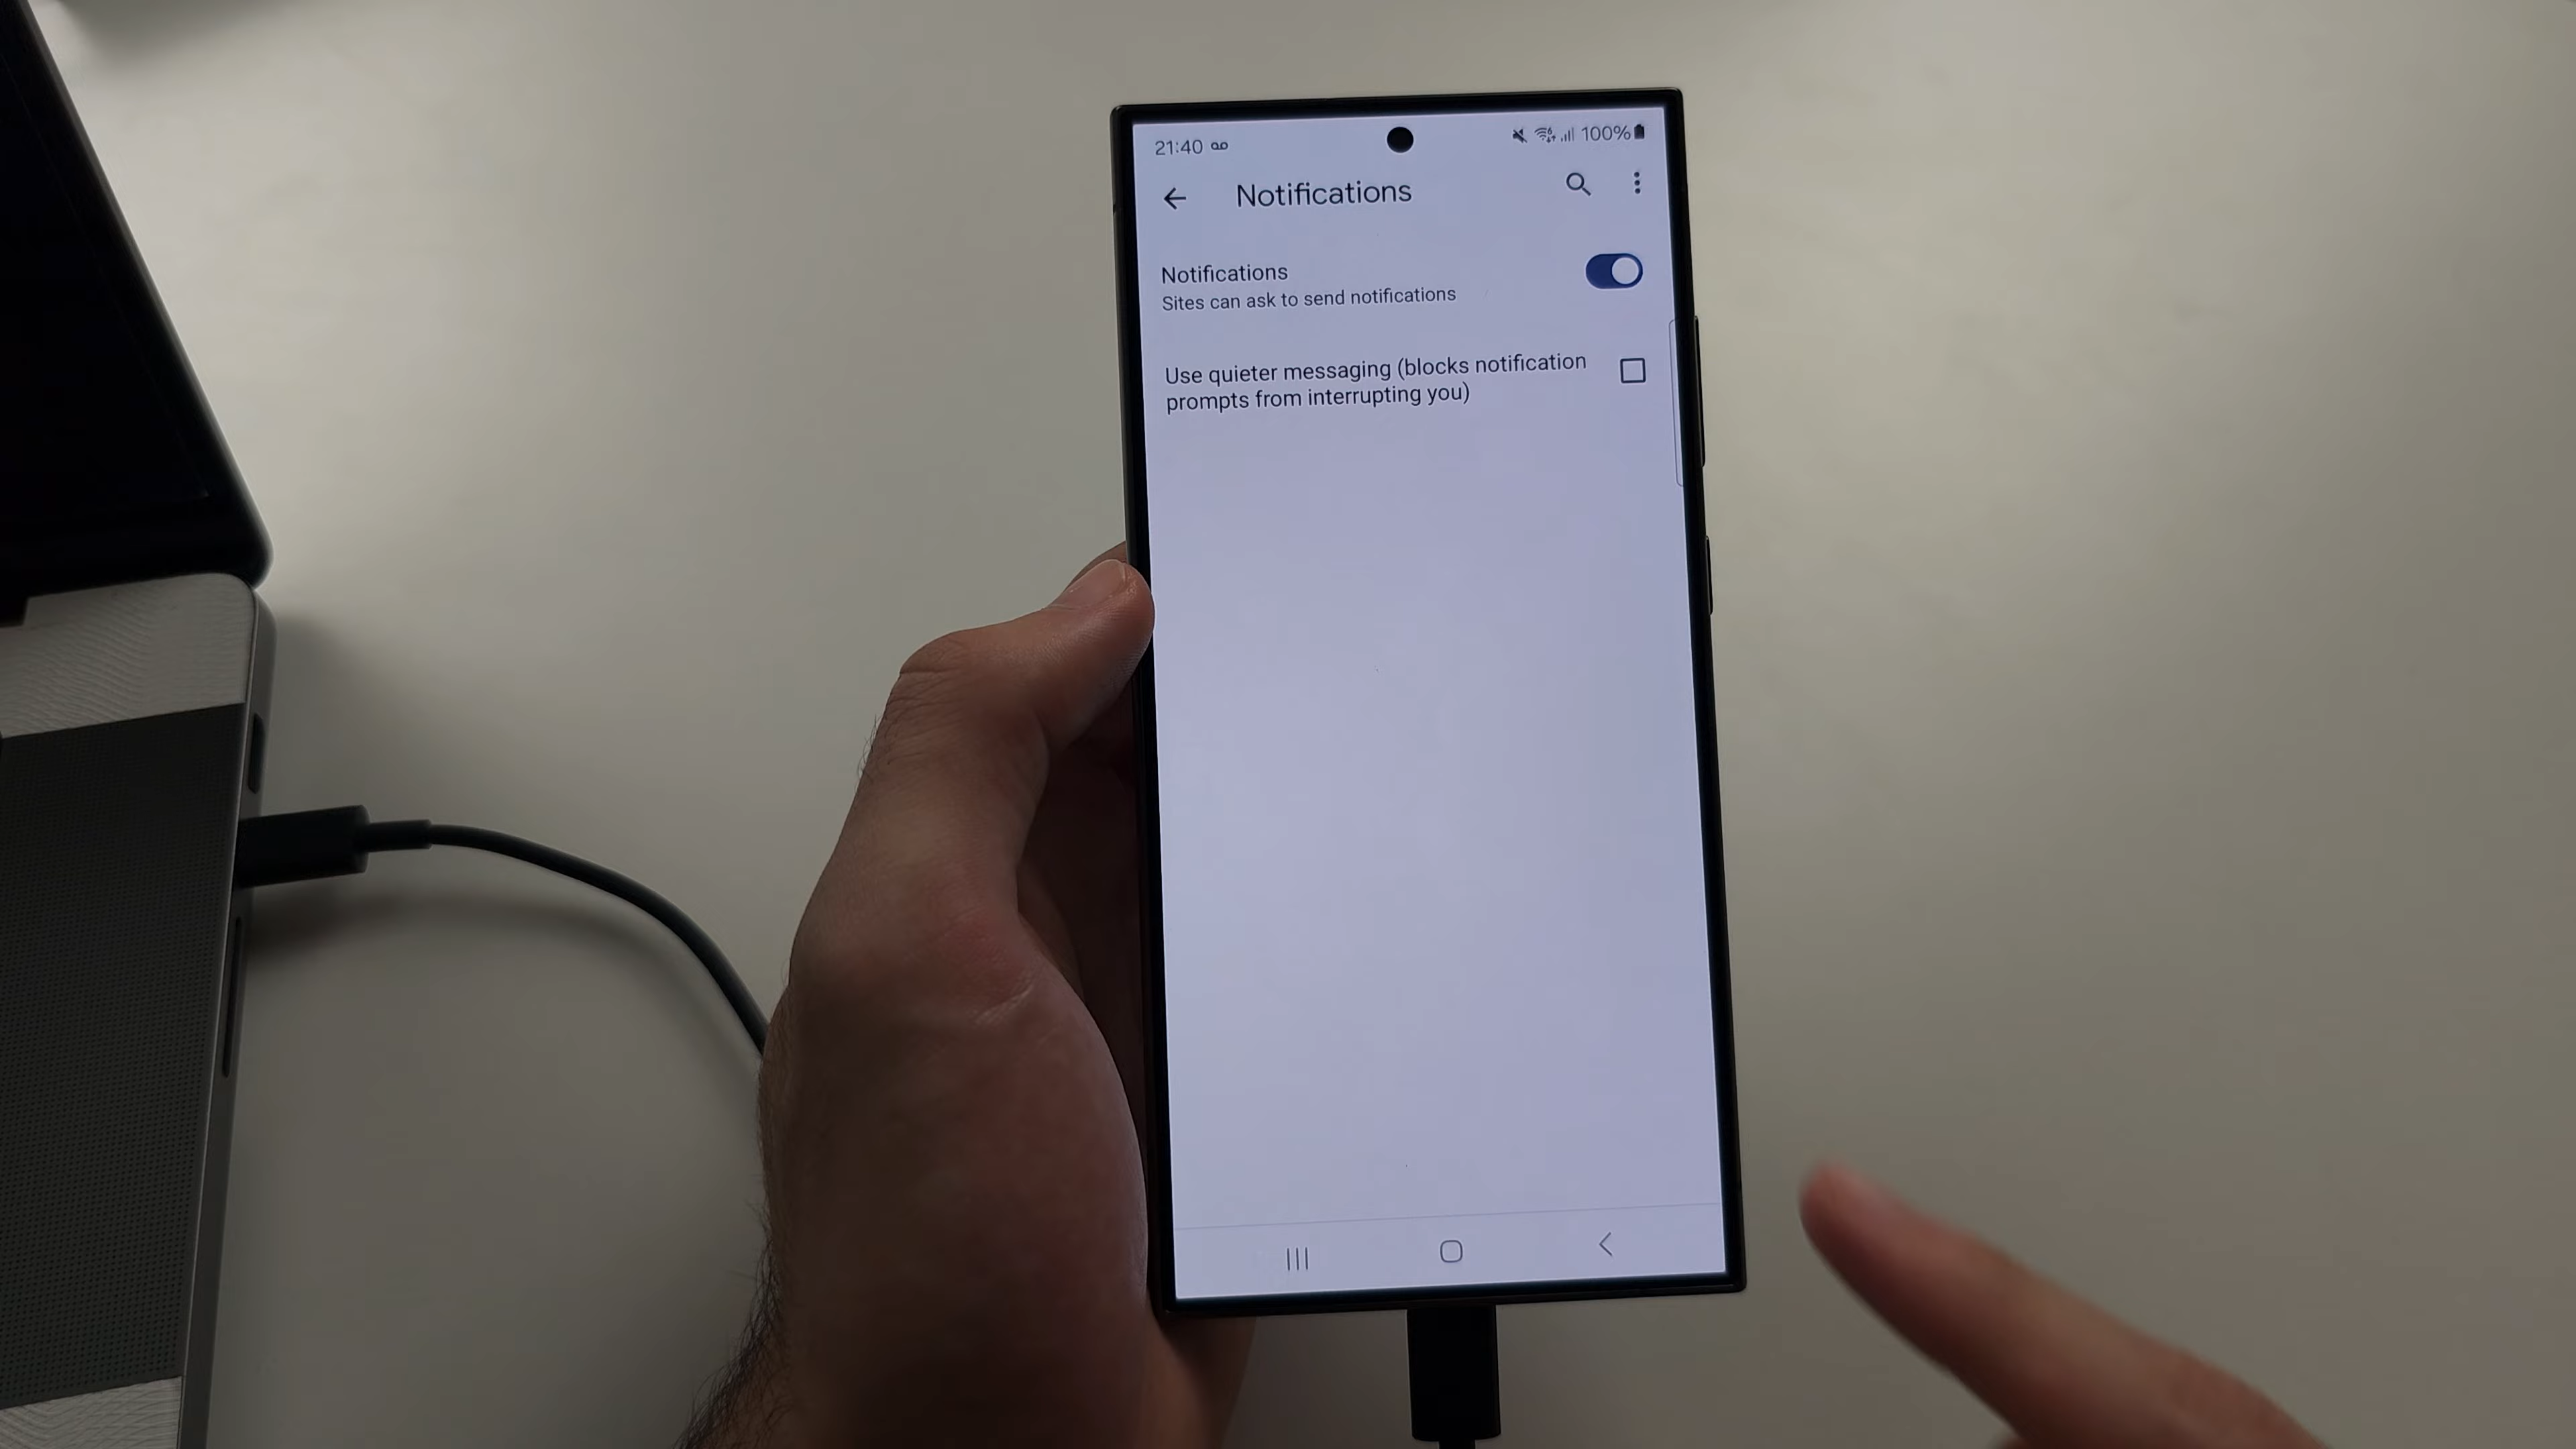 21:40
100%
Notifications
Notifications
Sites can ask to send notifications
Use quieter messaging (blocks notification
prompts from interrupting you)